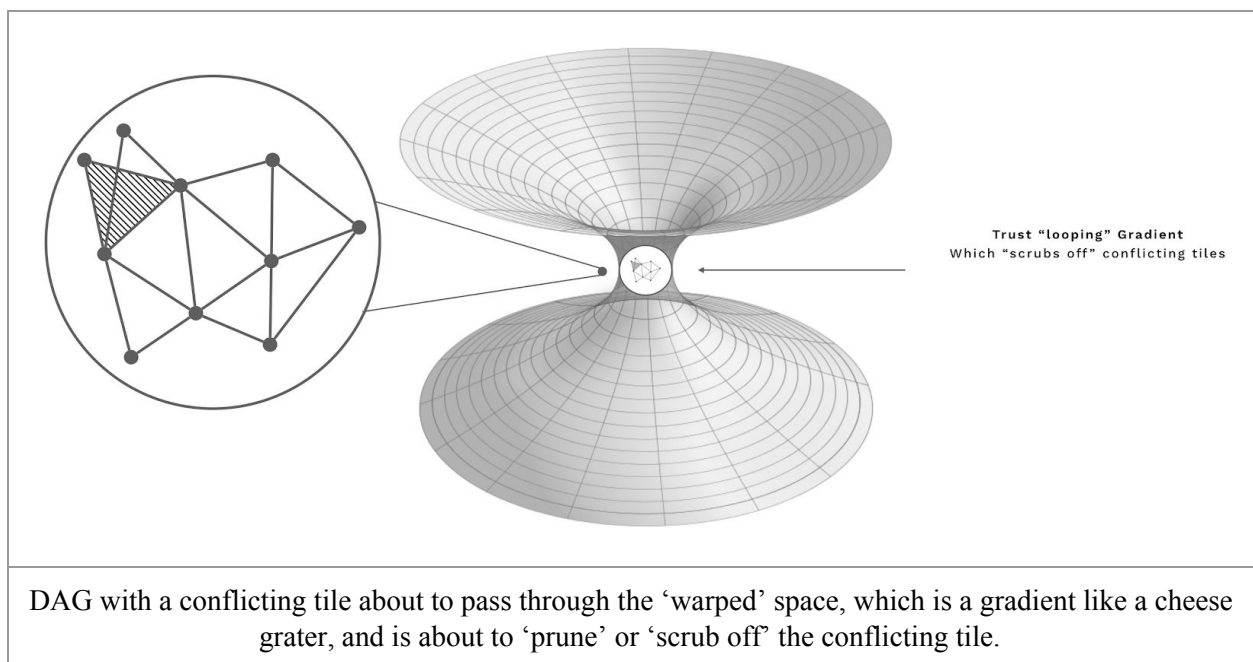 Trust “looping” Gradient
Which “scrubs off” conflicting tiles
DAG with a conflicting tile about to pass through the ‘warped’ space, which is a gradient like a cheese
grater, and is about to ‘prune’ or ‘scrub off’ the conflicting tile.